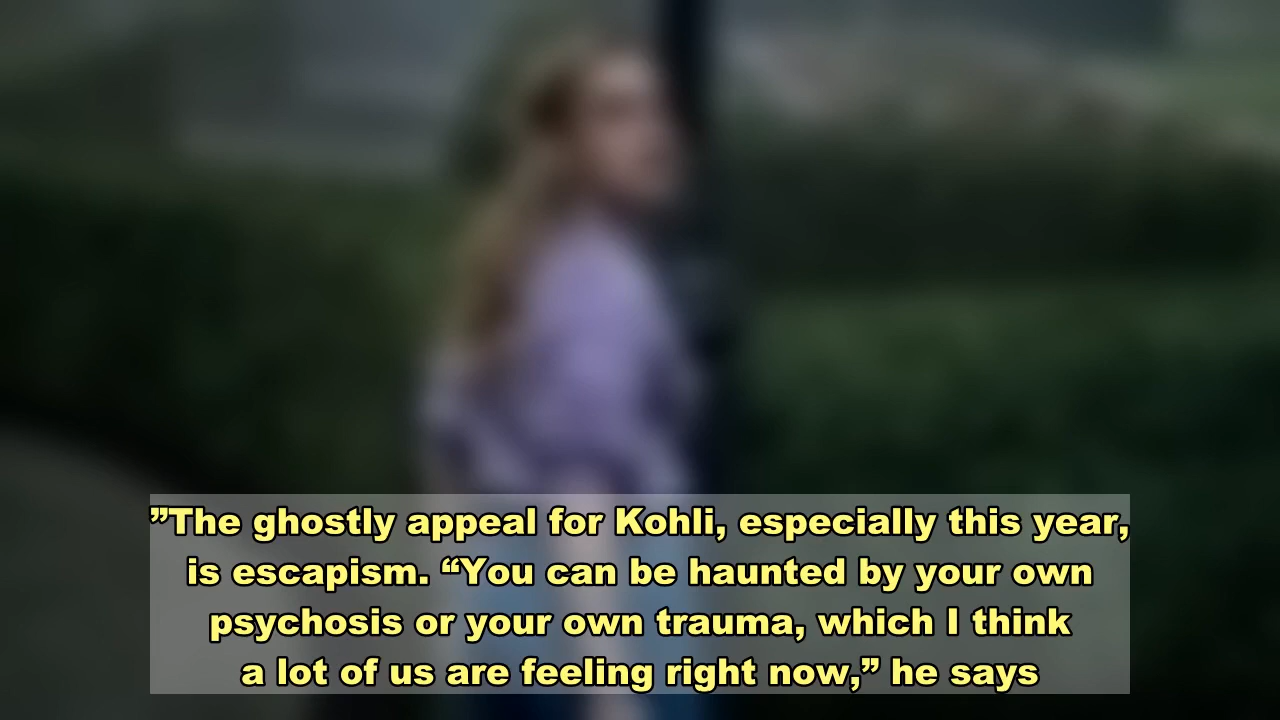 ”The ghostly appeal for Kohli, especially this year,
is escapism. “You can be haunted by your own
psychosis or your own trauma, which I think
a lot of us are feeling right now,” he says